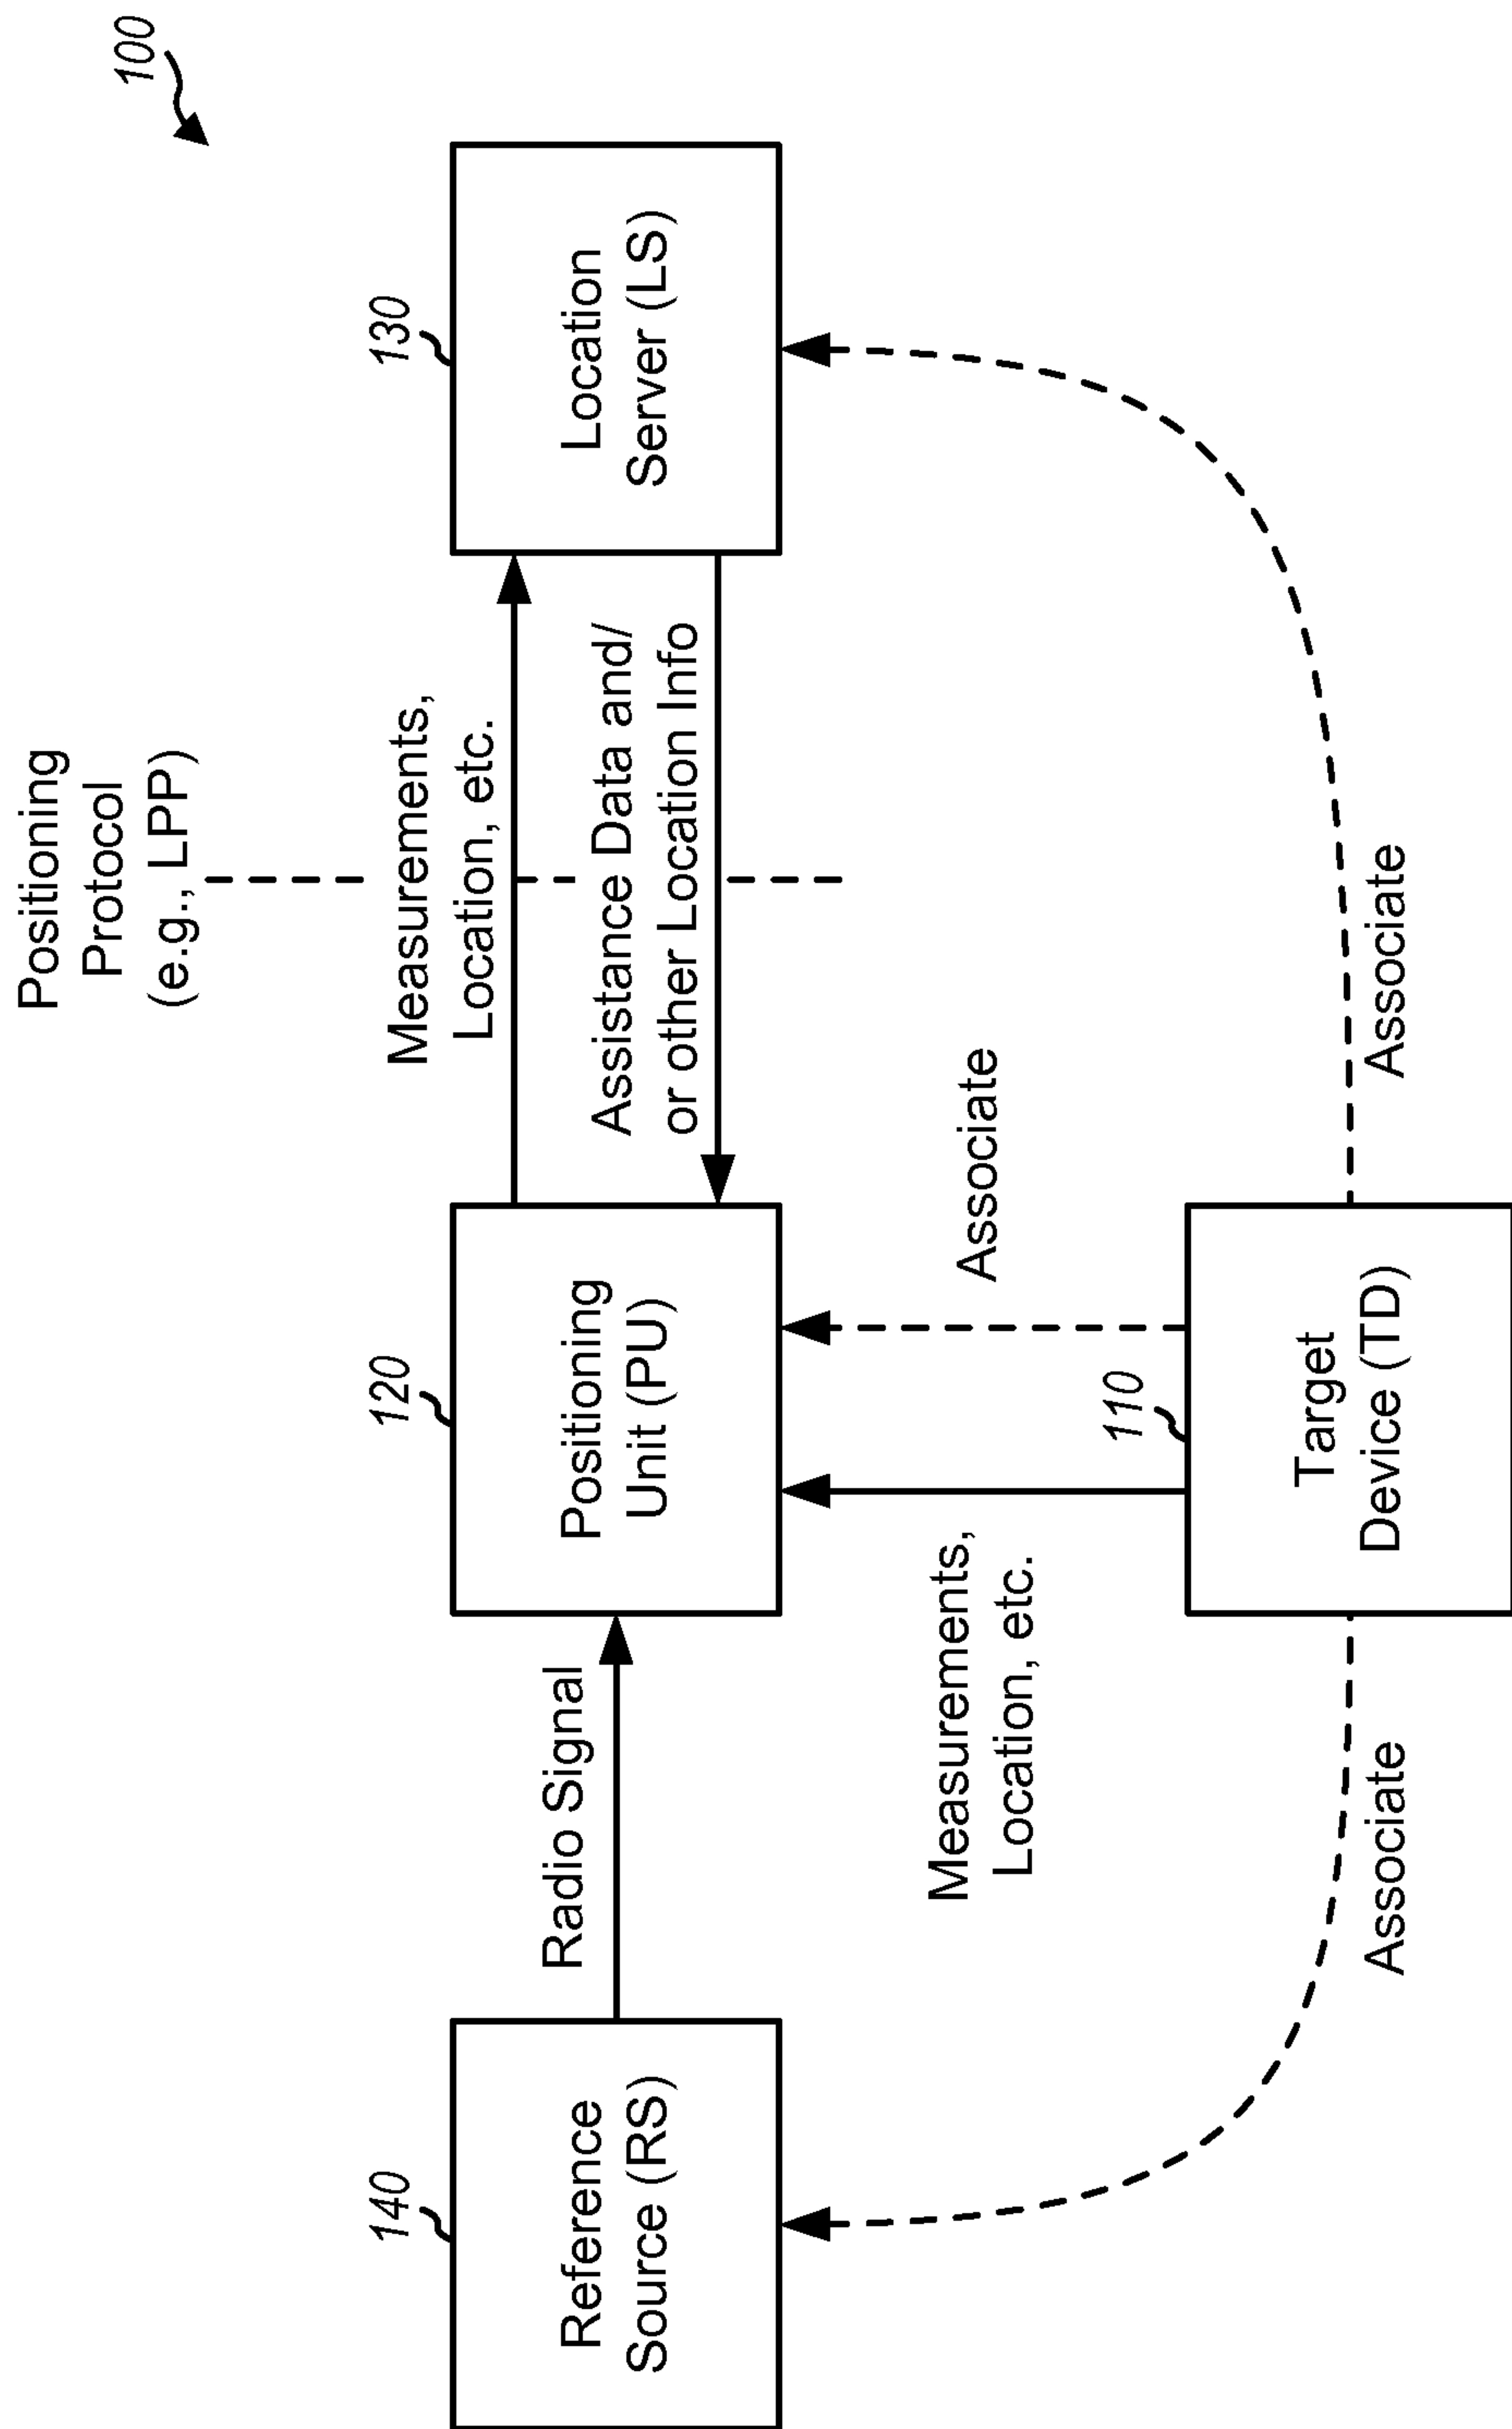 100
Positioning
Protocol
(e.g., LPP)
140
Reference
Source (RS)
Radio Signal
120
Positioning
Unit (PU)
Measurements,
Location, etc.
Assistance Data and/
or other Location Info
130
Location
Server (LS)
Measurements,
Location, etc.
Associate
110
Target
Device (TD)
Associate
Associate